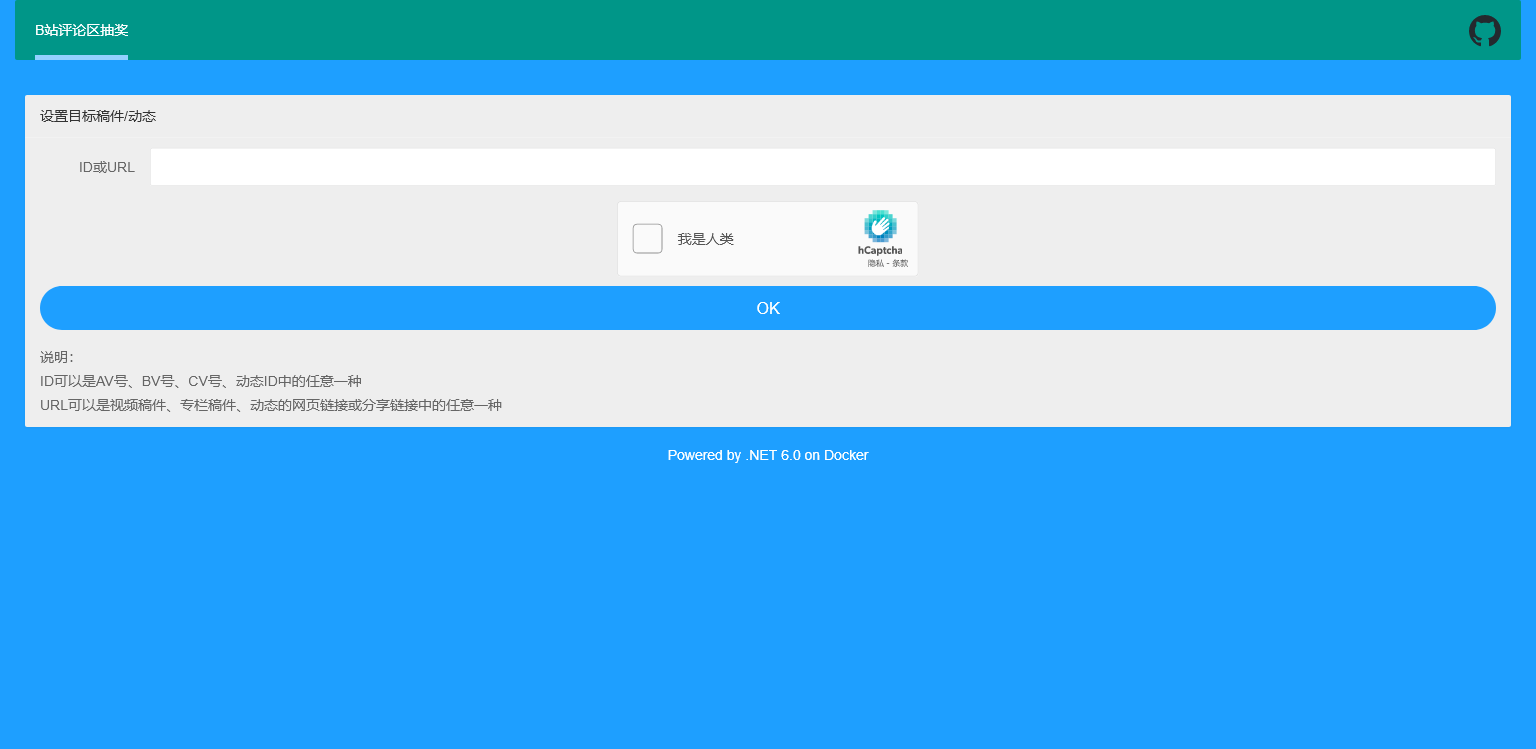 B站评论区抽奖
设置目标稿件/动态
ID或URL
我是人类
hCaptcha
隐私 - 条款
OK
说明：
ID可以是AV号、BV号、CV号、动态ID中的任意一种
URL可以是视频稿件、专栏稿件、动态的网页链接或分享链接中的任意一种
Powered by .NET 6.0 on Docker